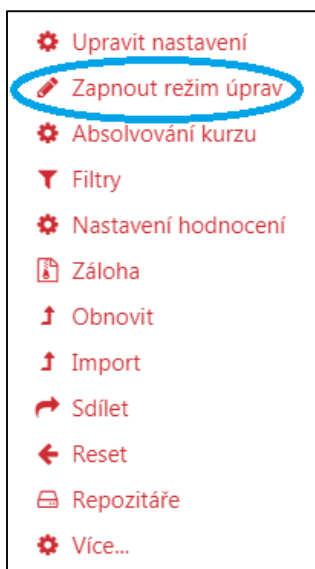 Upravit nastavení
Zapnout režim úprav
Absolvování kurzu
Filtry
Nastavení hodnocení
Záloha
Obnovit
Import
Sdílet
Reset
Repozitáře
Více...